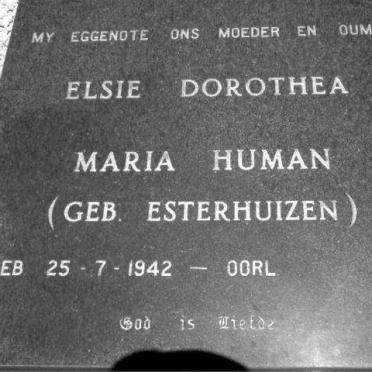 MY EGGENOTE ONS MOEDER EN OUM
ELSIE DOROTHEA
MARIA HUMAN
(GEB. ESTERHUIZEN)
EB 25-7-1942 — OORL
God is Liefde